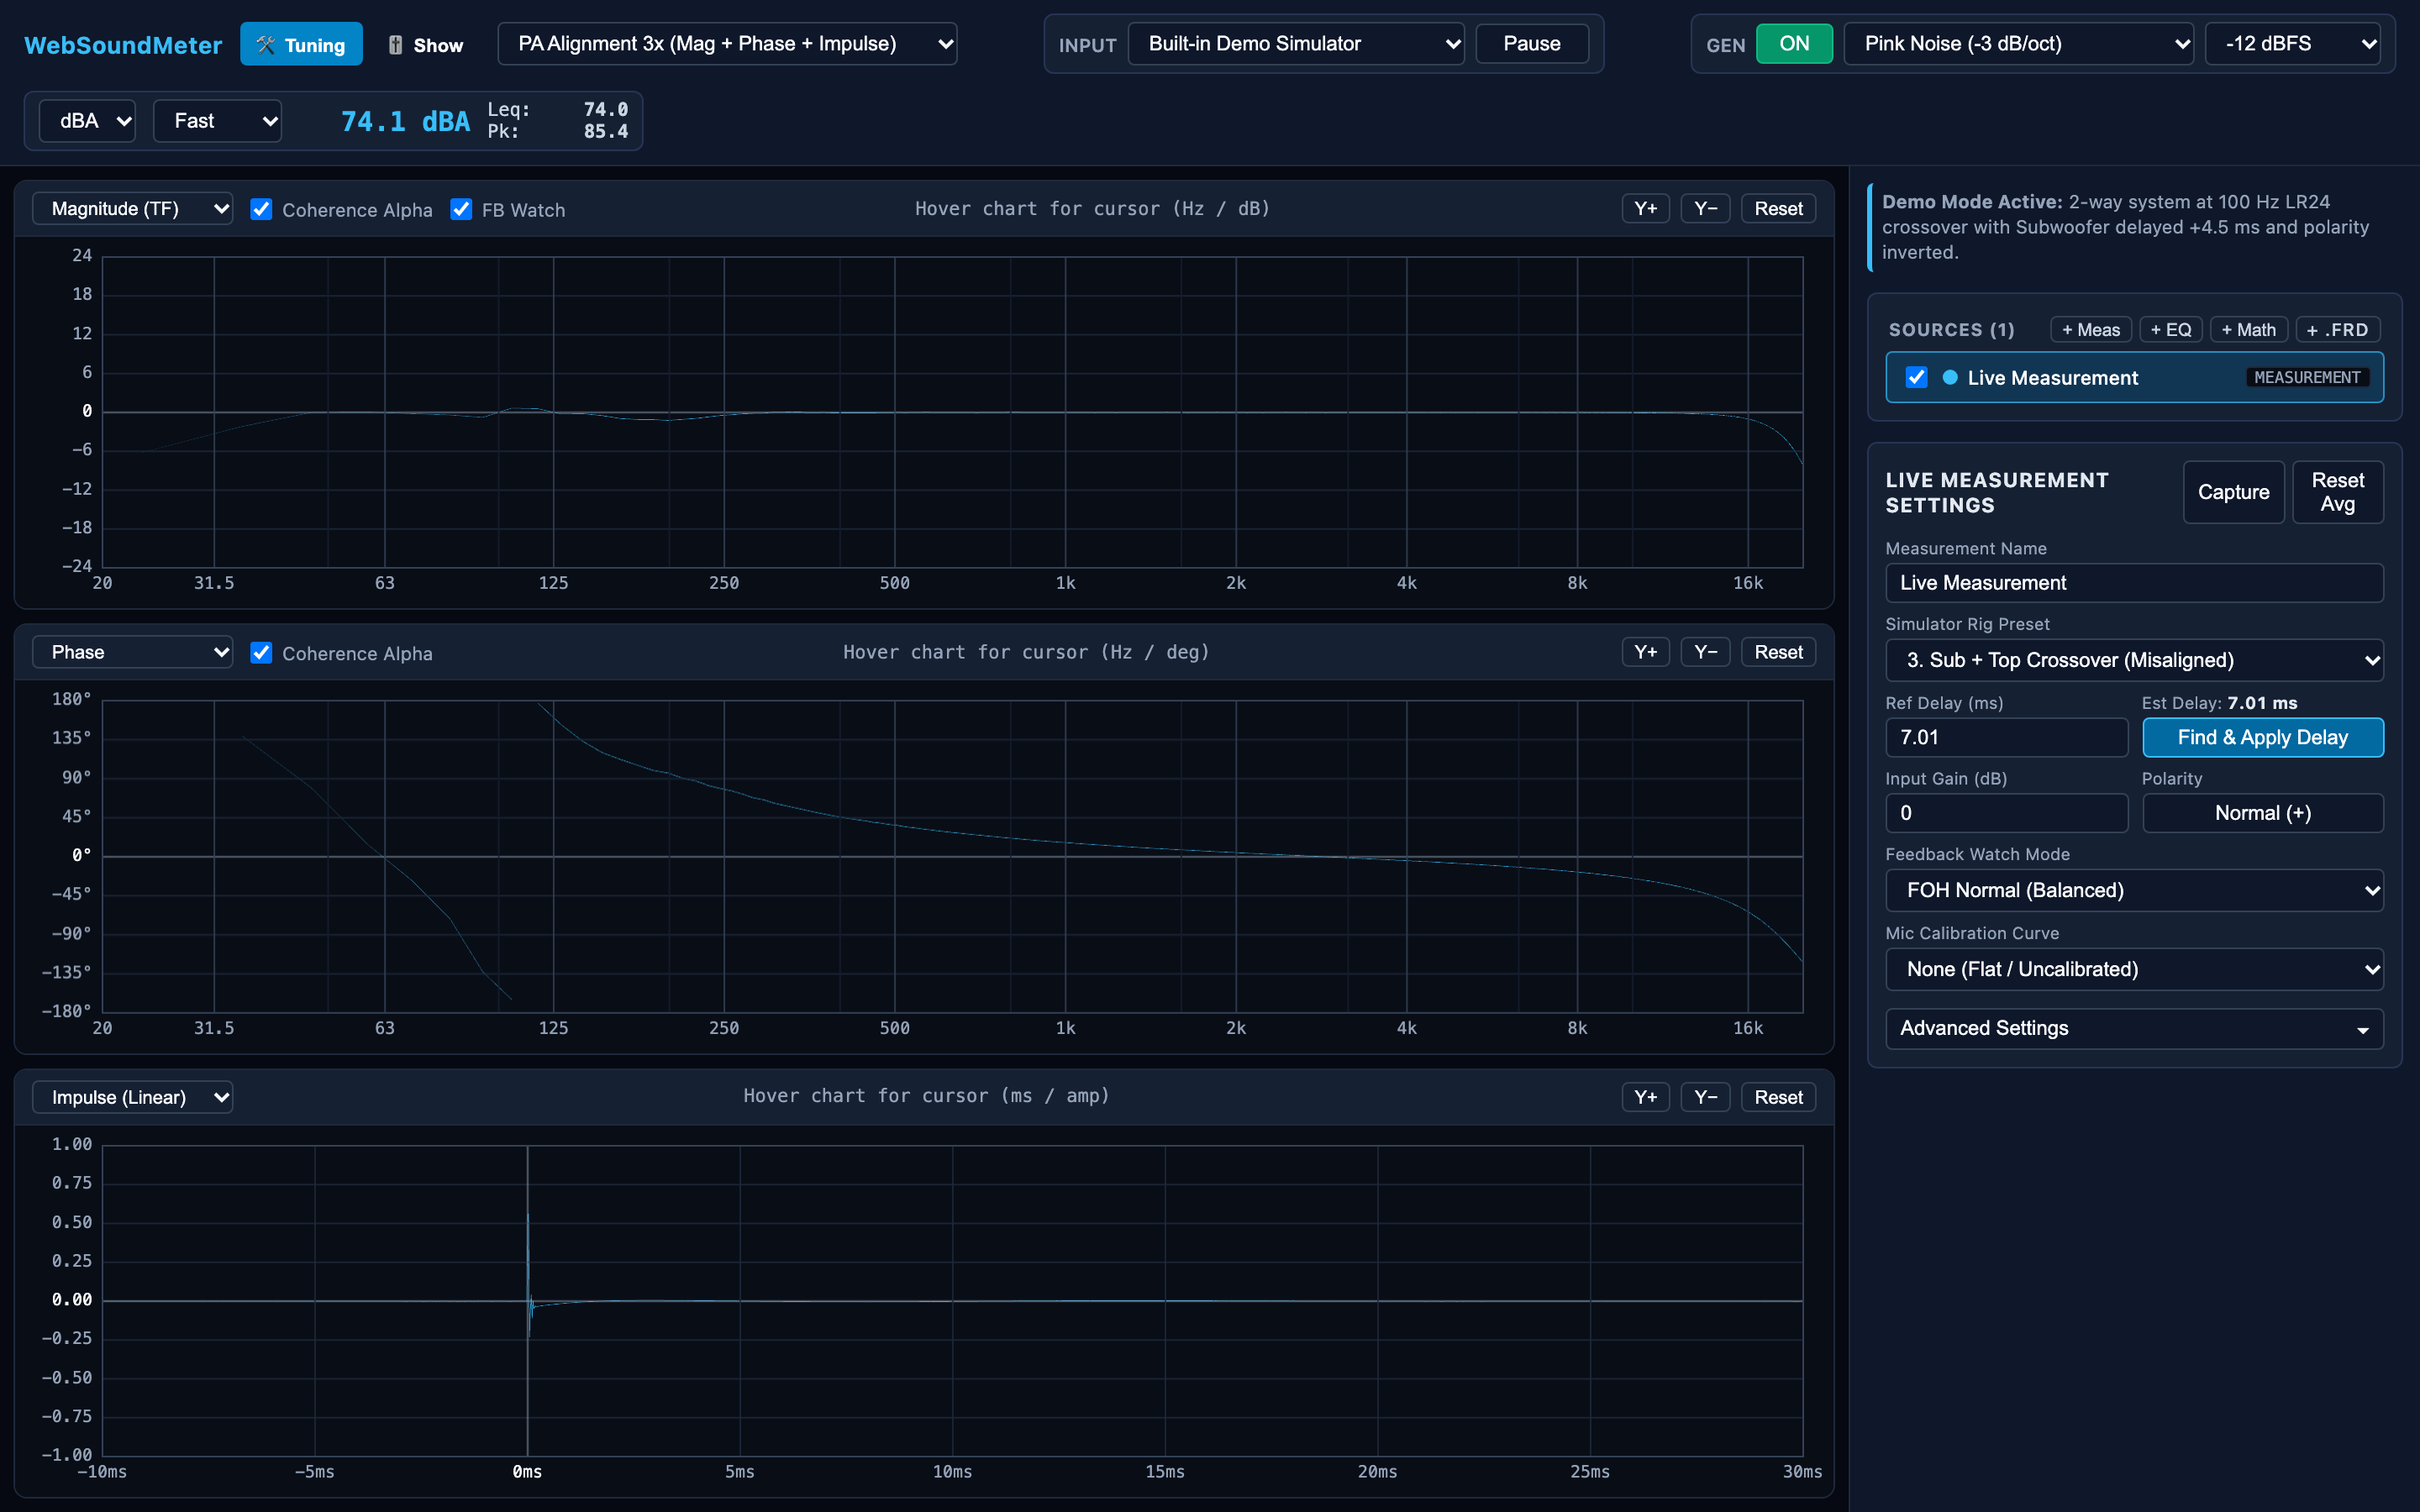 WebSoundMeter
🛠 Tuning
🎚 Show
PA Alignment 3x (Mag + Phase + Impulse)
INPUT
Built-in Demo Simulator
Pause
GEN
ON
Pink Noise (-3 dB/oct)
-12 dBFS
dBA
Fast
74.1 dBA
Leq: 74.0
Pk: 85.4
Magnitude (TF)
Coherence Alpha
FB Watch
Hover chart for cursor (Hz / dB)
Y+
Y−
Reset
24
18
12
6
0
−6
−12
−18
−24
20 31.5 63 125 250 500 1k 2k 4k 8k 16k
Phase
Coherence Alpha
Hover chart for cursor (Hz / deg)
Y+
Y−
Reset
180°
135°
90°
45°
0°
−45°
−90°
−135°
−180°
20 31.5 63 125 250 500 1k 2k 4k 8k 16k
Impulse (Linear)
Hover chart for cursor (ms / amp)
Y+
Y−
Reset
1.00
0.75
0.50
0.25
0.00
−0.25
−0.50
−0.75
−1.00
−10ms −5ms 0ms 5ms 10ms 15ms 20ms 25ms 30ms
Demo Mode Active: 2-way system at 100 Hz LR24
crossover with Subwoofer delayed +4.5 ms and polarity
inverted.
SOURCES (1)
+ Meas
+ EQ
+ Math
+ .FRD
Live Measurement
MEASUREMENT
LIVE MEASUREMENT
SETTINGS
Capture
Reset
Avg
Measurement Name
Live Measurement
Simulator Rig Preset
3. Sub + Top Crossover (Misaligned)
Ref Delay (ms)
Est Delay: 7.01 ms
7.01
Find & Apply Delay
Input Gain (dB)
Polarity
0
Normal (+)
Feedback Watch Mode
FOH Normal (Balanced)
Mic Calibration Curve
None (Flat / Uncalibrated)
Advanced Settings